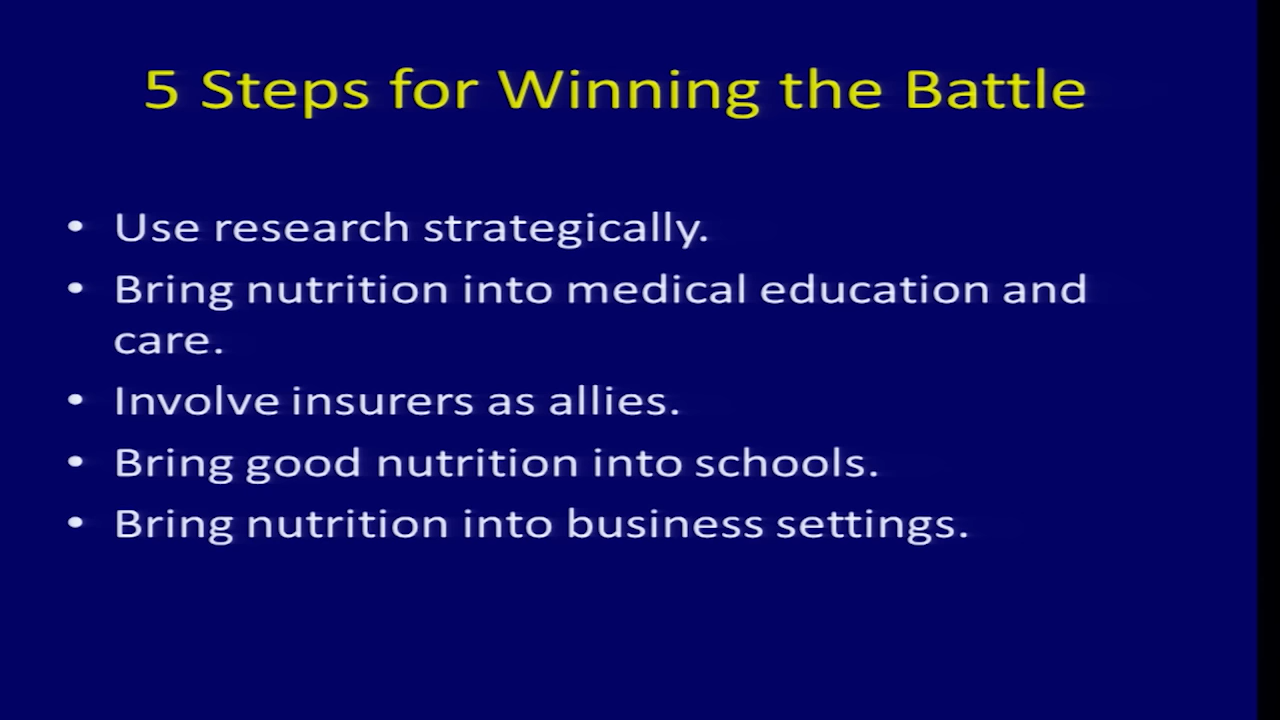 5 Steps for Winning the Battle
• Use research strategically.
• Bring nutrition into medical education and
care.
• Involve insurers as allies.
• Bring good nutrition into schools.
• Bring nutrition into business settings.